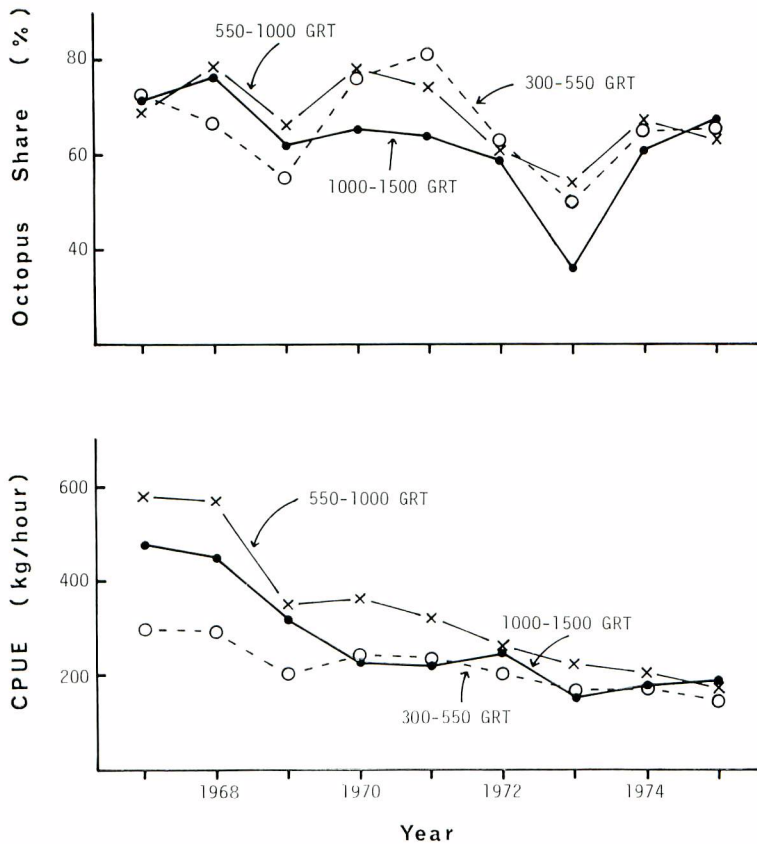 Octopus Share (%)
80
60
40
550-1000 GRT
300-550 GRT
1000-1500 GRT
CPUE (kg/hour)
600
400
200
550-1000 GRT
1000-1500 GRT
300-550 GRT
1968
1970
1972
1974
Year